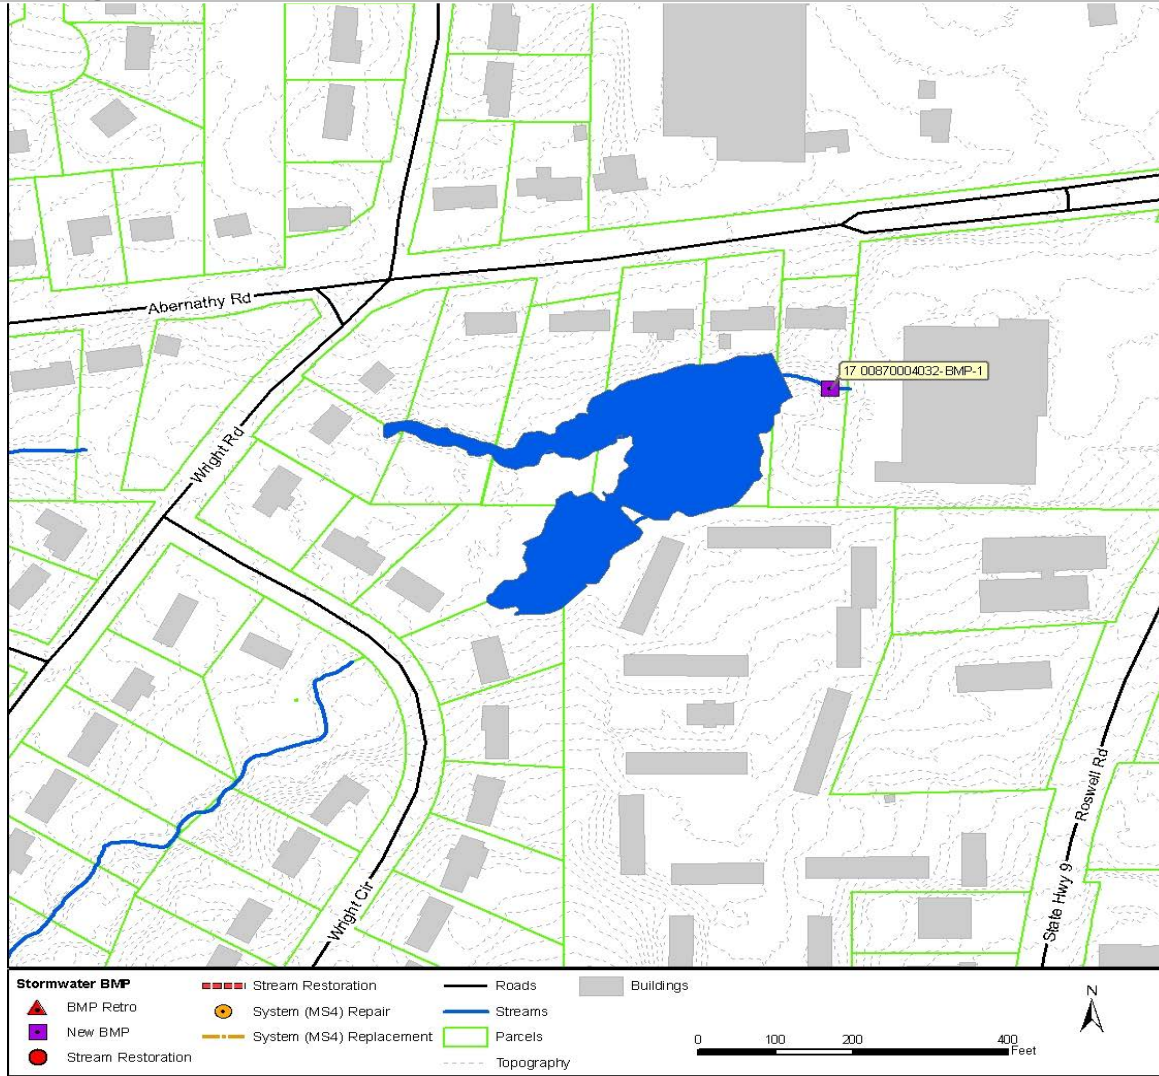 Abernathy Rd
17 00870004032-BMP-1
Wright Rd
Roswell Rd
State Hwy 9
Wright Cir
Stormwater BMP
BMP Retro
New BMP
Stream Restoration
Stream Restoration
System (MS4) Repair
System (MS4) Replacement
Roads
Streams
Parcels
Topography
Buildings
N
0 100 200 400
Feet